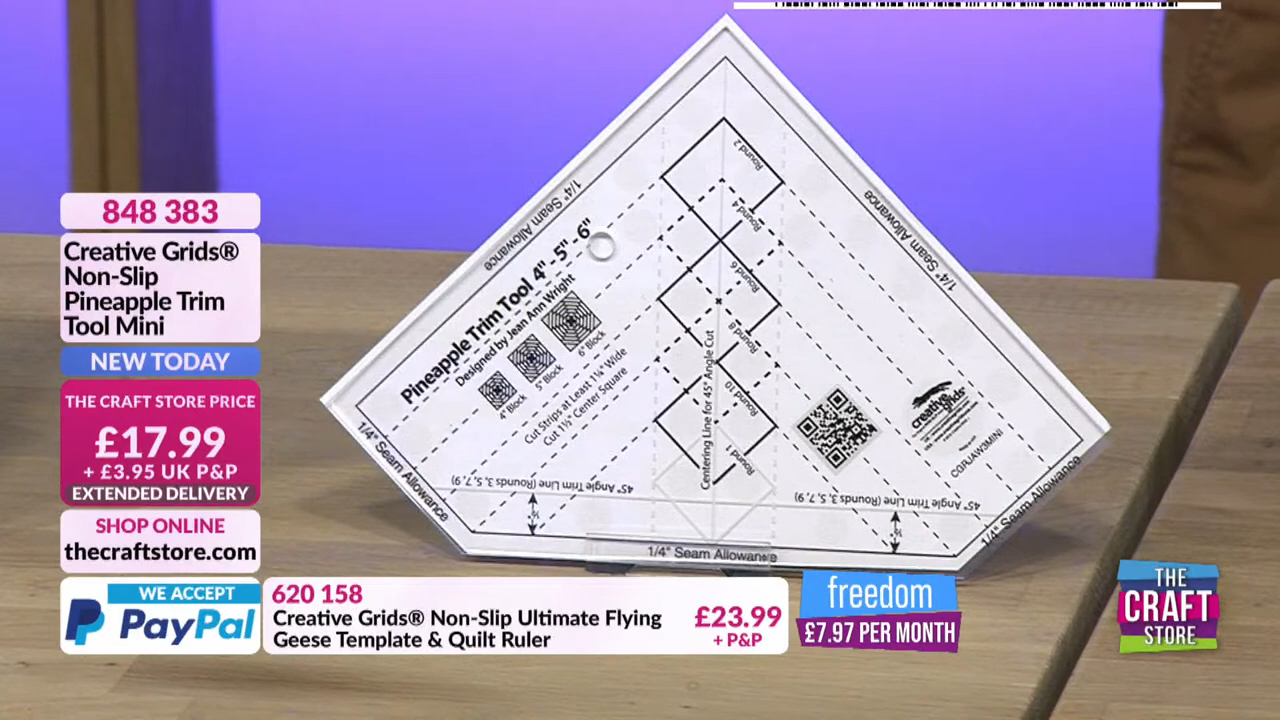 848 383
Creative Grids®
Non-Slip
Pineapple Trim
Tool Mini
NEW TODAY
THE CRAFT STORE PRICE
£17.99
+ £3.95 UK P&P
EXTENDED DELIVERY
SHOP ONLINE
thecraftstore.com
WE ACCEPT
PayPal
620 158
Creative Grids® Non-Slip Ultimate Flying
Geese Template & Quilt Ruler
£23.99
+ P&P
freedom
£7.97 PER MONTH
THE
CRAFT
STORE
1/4" Seam Allowance
1/4" Seam Allowance
1/4" Seam Allowance
Pineapple Trim Tool 4" -5" -6"
Designed by Jean Ann Wright
4" Block
5" Block
6" Block
Cut Strips at Least 1¼" Wide
Cut 1½" Center Square
Round 2
Round 4
Round 6
Round 8
Round 10
Round 1
Centering Line for 45° Angle Cut
creative
grids
CGRJAW3MINI
1/4" Seam Allowance
45° Angle Trim Line (Rounds 3, 5, 7, 9)
45° Angle Trim Line (Rounds 3, 5, 7, 9)
1/4" Seam Allowance
1/4" Seam Allowance